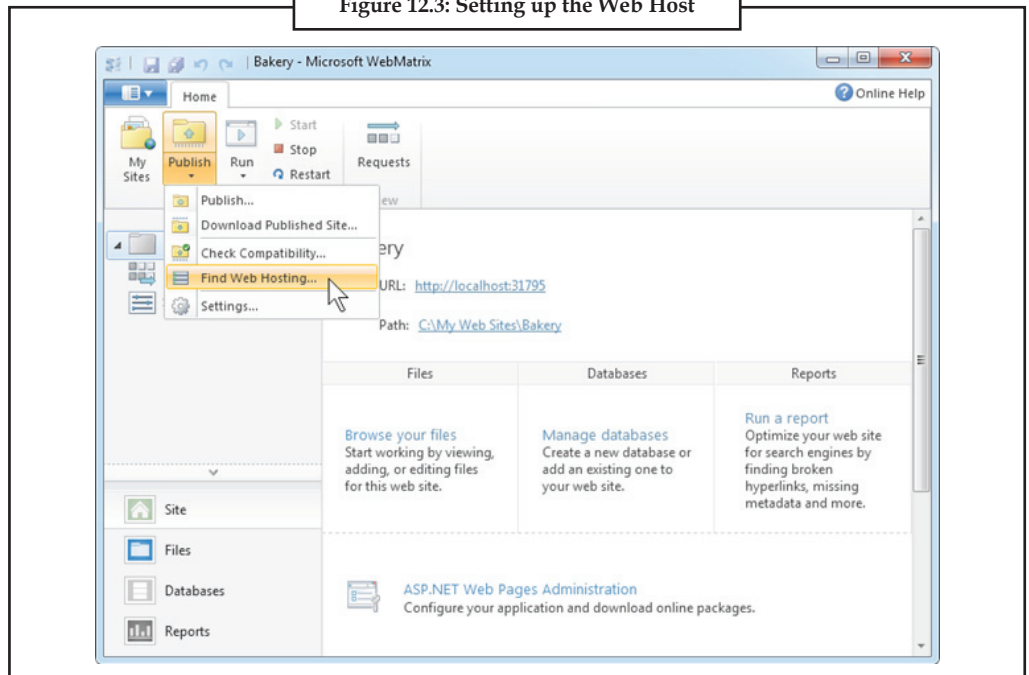 Figure 12.3: Setting up the Web Host
Bakery - Microsoft WebMatrix
Home
Online Help
My Sites
Publish
Run
Start
Stop
Restart
Requests
Publish...
Download Published Site...
Check Compatibility...
Find Web Hosting...
Settings...
URL: http://localhost:31795
Path: C:\My Web Sites\Bakery
Files
Databases
Reports
Browse your files
Start working by viewing,
adding, or editing files
for this web site.
Manage databases
Create a new database or
add an existing one to
your web site.
Run a report
Optimize your web site
for search engines by
finding broken
hyperlinks, missing
metadata and more.
Site
Files
Databases
Reports
ASP.NET Web Pages Administration
Configure your application and download online packages.